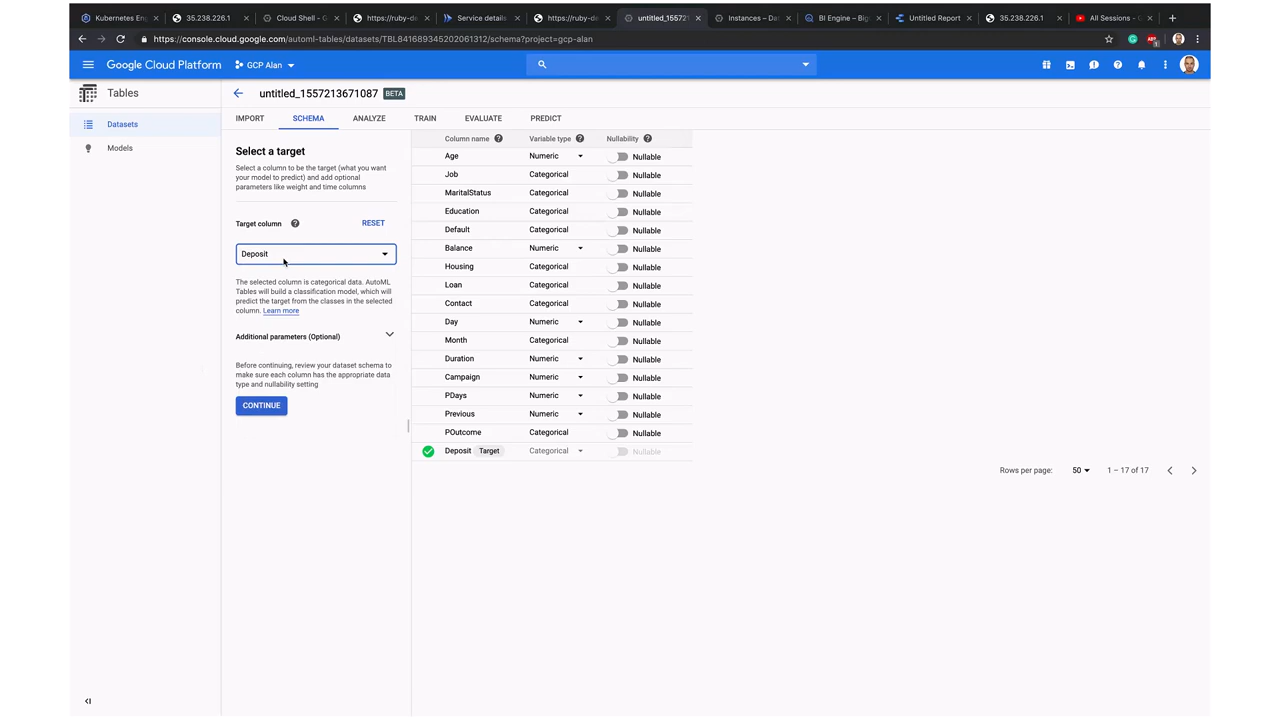 Kubernetes Eng
35.238.226.1
Cloud Shell - G
https://ruby-de
Service details
https://ruby-de
untitled_15572
Instances – Dat
BI Engine – Big
Untitled Report
35.238.226.1
All Sessions - G
https://console.cloud.google.com/automl-tables/datasets/TBL841689345202061312/schema?project=gcp-alan
Google Cloud Platform
GCP Alan
Tables
untitled_1557213671087 BETA
Datasets
Models
IMPORT SCHEMA ANALYZE TRAIN EVALUATE PREDICT
Select a target
Select a column to be the target (what you want
your model to predict) and add optional
parameters like weight and time columns
Target column RESET
Deposit
The selected column is categorical data. AutoML
Tables will build a classification model, which will
predict the target from the classes in the selected
column. Learn more
Additional parameters (Optional)
Before continuing, review your dataset schema to
make sure each column has the appropriate data
type and nullability setting
CONTINUE
Column name Variable type Nullability
Age Numeric Nullable
Job Categorical Nullable
MaritalStatus Categorical Nullable
Education Categorical Nullable
Default Categorical Nullable
Balance Numeric Nullable
Housing Categorical Nullable
Loan Categorical Nullable
Contact Categorical Nullable
Day Numeric Nullable
Month Categorical Nullable
Duration Numeric Nullable
Campaign Numeric Nullable
PDays Numeric Nullable
Previous Numeric Nullable
POutcome Categorical Nullable
Deposit Target Categorical Nullable
Rows per page: 50 1 – 17 of 17